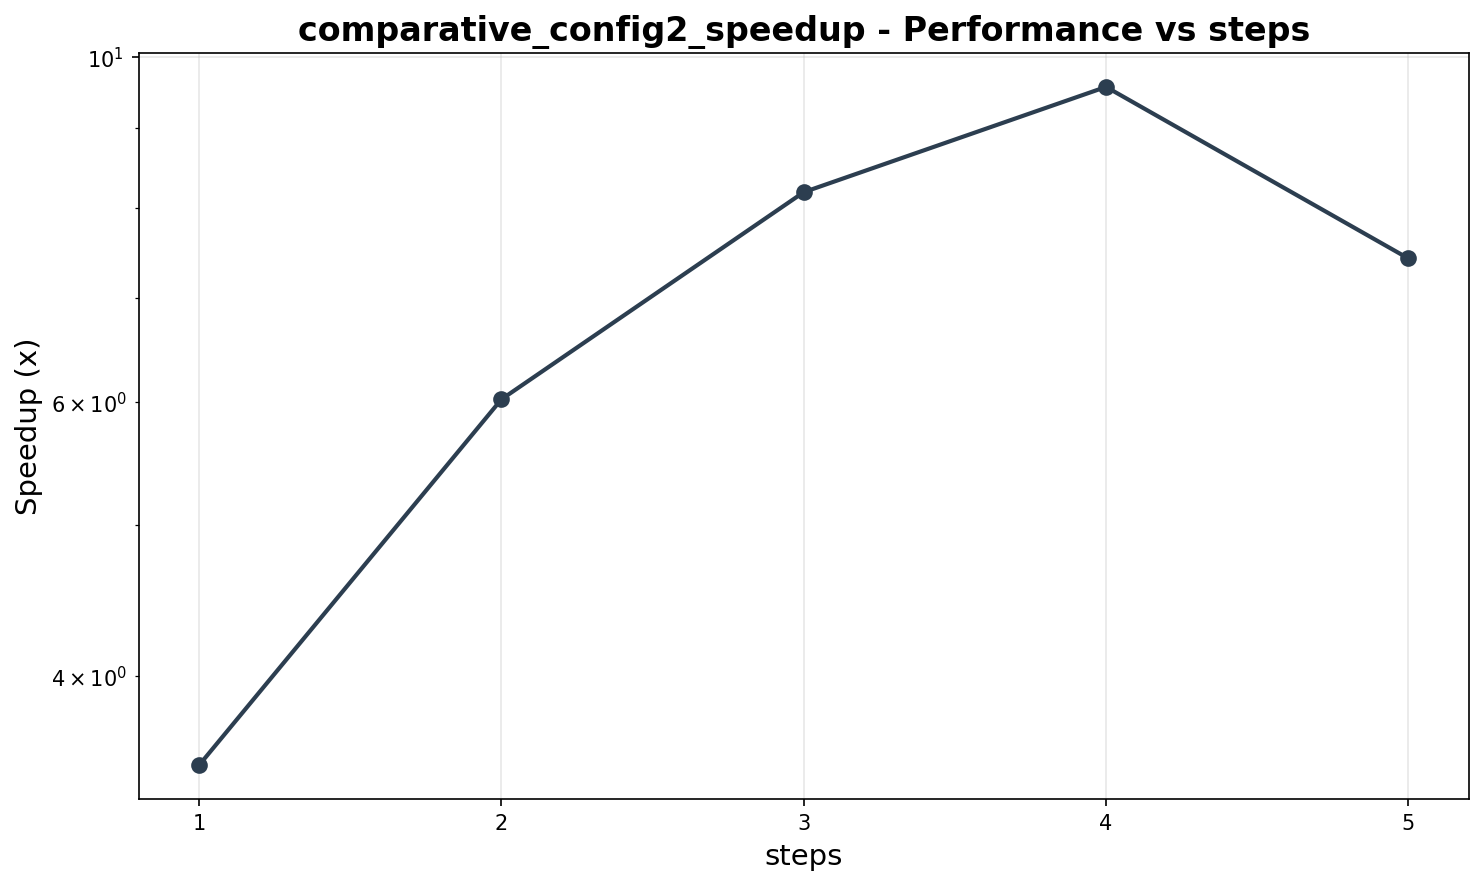 comparative_config2_speedup - Performance vs steps
10¹
6 × 10⁰
4 × 10⁰
Speedup (x)
1 2 3 4 5
steps